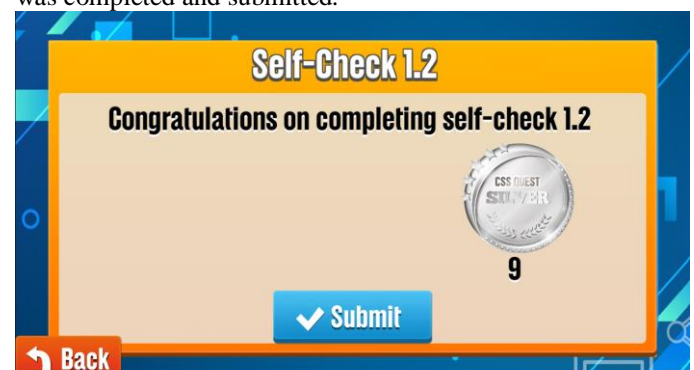 was completed and submitted.
Self-Check 1.2
Congratulations on completing self-check 1.2
CSS QUEST
SILVER
9
Submit
Back